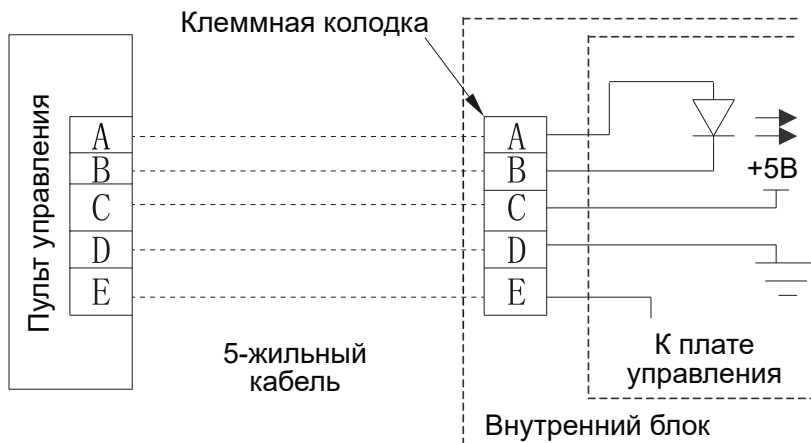 Клеммная колодка
Пульт управления
A
B
C
D
E
A
B
C
D
E
+5В
5-жильный
кабель
К плате
управления
Внутренний блок